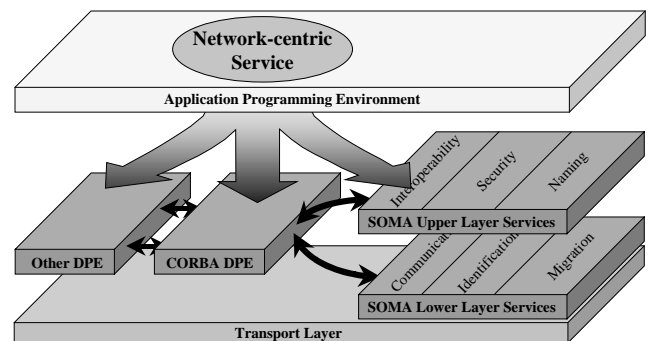 Network-centric
Service
Application Programming Environment
Interoperability
Security
Naming
SOMA Upper Layer Services
Other DPE
CORBA DPE
Identification
Migration
SOMA Lower Layer Services
Transport Layer